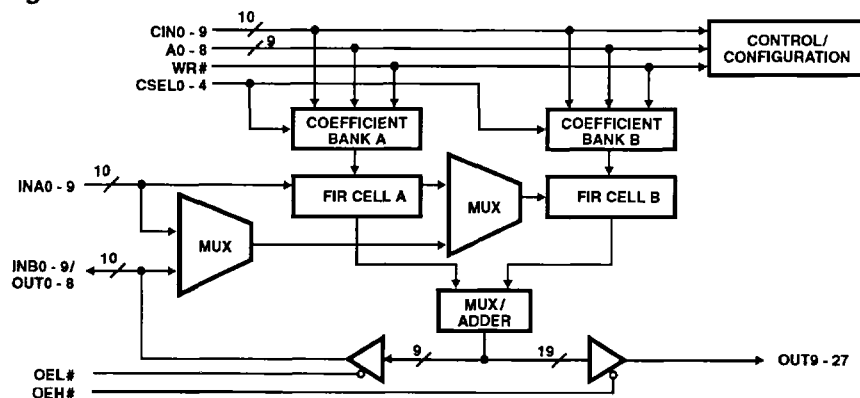 10
CIN0 - 9
9
A0 - 8
WR#
CSEL0 - 4
CONTROL/
CONFIGURATION
COEFFICIENT
BANK A
COEFFICIENT
BANK B
10
INA0 - 9
FIR CELL A
MUX
FIR CELL B
MUX
10
INB0 - 9/
OUT0 - 8
MUX/
ADDER
9
19
OUT9 - 27
OEL#
OEH#